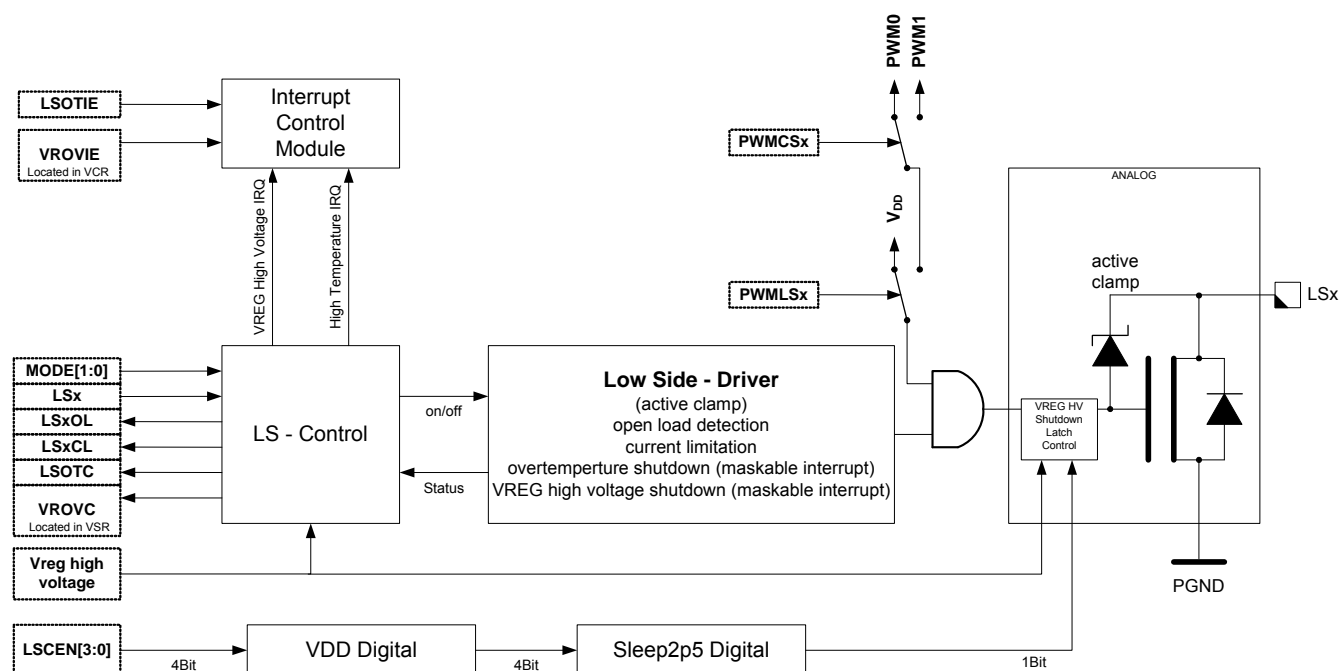 PWM0
PWM1
LSOTIE
VROVIE
Located in VCR
Interrupt
Control
Module
PWMCSx
VREG High Voltage IRQ
High Temperature IRQ
VDD
PWMLSx
ANALOG
active
clamp
LSx
MODE[1:0]
LSx
LSxOL
LSxCL
LSOTC
VROVC
Located in VSR
Vreg high
voltage
LS - Control
on/off
Status
Low Side - Driver
(active clamp)
open load detection
current limitation
overtemperture shutdown (maskable interrupt)
VREG high voltage shutdown (maskable interrupt)
VREG HV
Shutdown
Latch
Control
PGND
LSCEN[3:0]
4Bit
VDD Digital
4Bit
Sleep2p5 Digital
1Bit